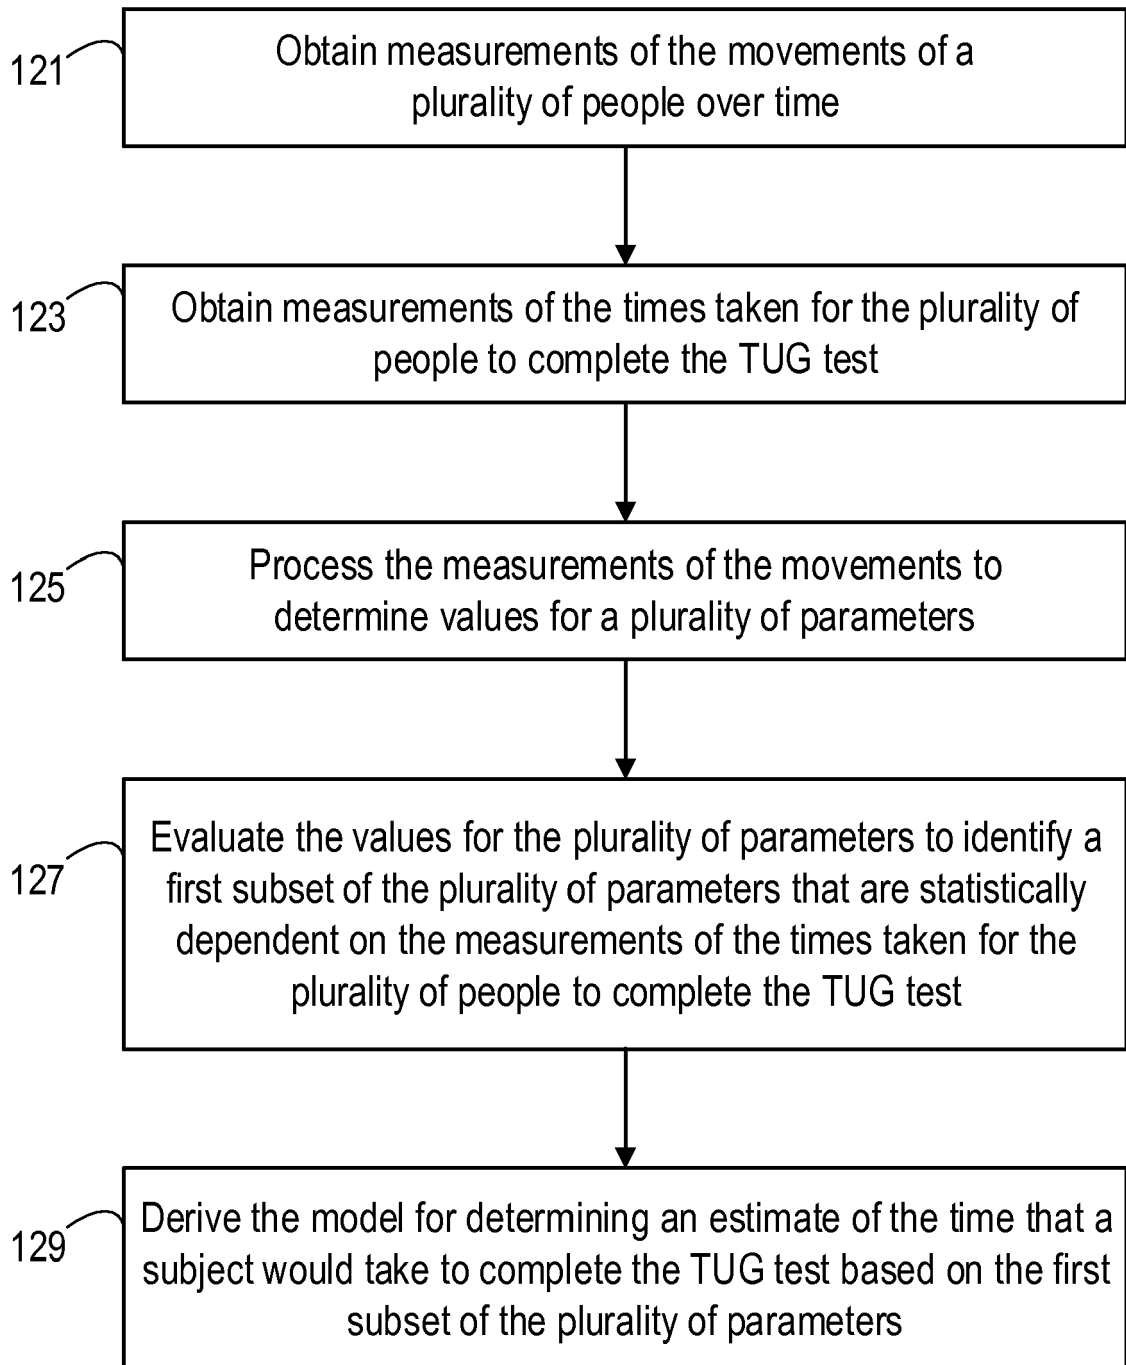 121
Obtain measurements of the movements of a
plurality of people over time
123
Obtain measurements of the times taken for the plurality of
people to complete the TUG test
125
Process the measurements of the movements to
determine values for a plurality of parameters
127
Evaluate the values for the plurality of parameters to identify a
first subset of the plurality of parameters that are statistically
dependent on the measurements of the times taken for the
plurality of people to complete the TUG test
129
Derive the model for determining an estimate of the time that a
subject would take to complete the TUG test based on the first
subset of the plurality of parameters